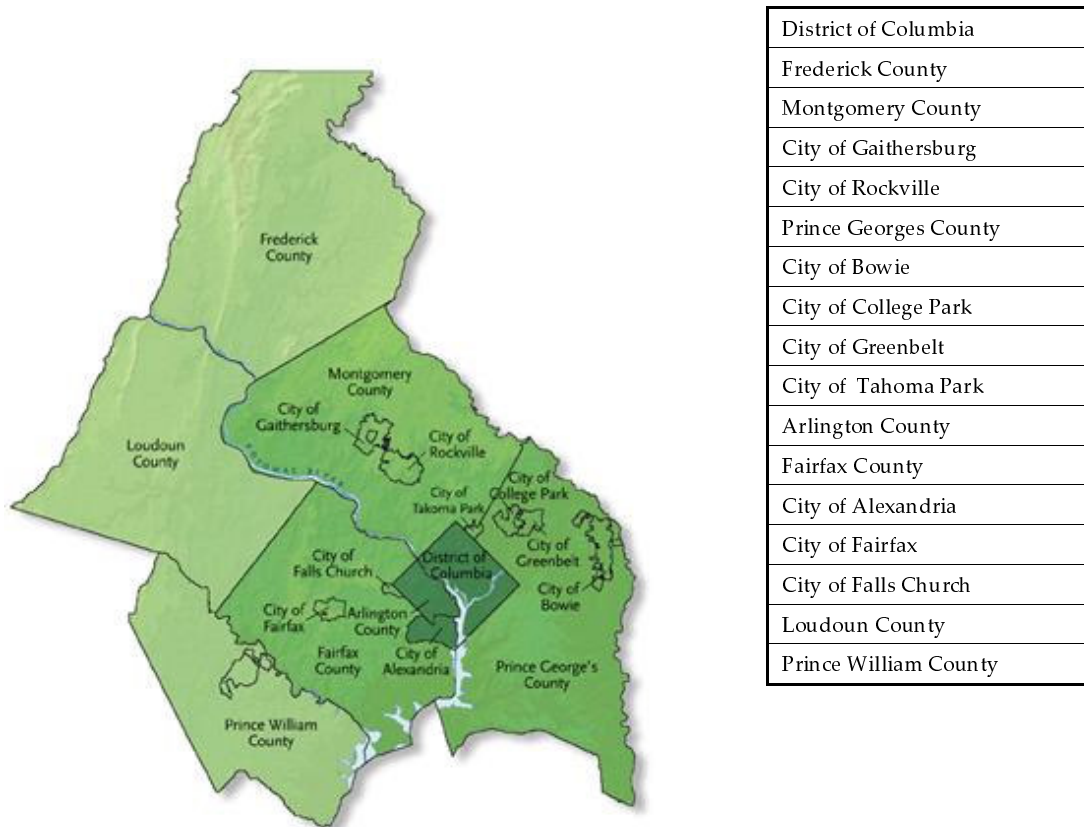 Frederick
County
Montgomery
County
City of
Gaithersburg
City of
Rockville
Loudoun
County
POTOMAC RIVER
City of
College Park
City of
Takoma Park
City of
Greenbelt
City of
Falls Church
District of
Columbia
City of
Bowie
City of
Fairfax
Arlington
County
Fairfax
County
City of
Alexandria
Prince George's
County
Prince William
County
District of Columbia
Frederick County
Montgomery County
City of Gaithersburg
City of Rockville
Prince Georges County
City of Bowie
City of College Park
City of Greenbelt
City of Tahoma Park
Arlington County
Fairfax County
City of Alexandria
City of Fairfax
City of Falls Church
Loudoun County
Prince William County